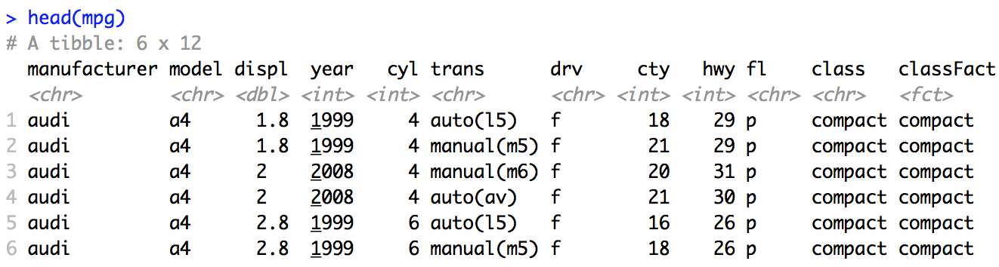 > head(mpg)
# A tibble: 6 x 12
manufacturer model displ year cyl trans drv cty hwy fl class classFact
<chr> <chr> <dbl> <int> <int> <chr> <chr> <int> <int> <chr> <chr> <fct>
1 audi a4 1.8 1999 4 auto(l5) f 18 29 p compact compact
2 audi a4 1.8 1999 4 manual(m5) f 21 29 p compact compact
3 audi a4 2 2008 4 manual(m6) f 20 31 p compact compact
4 audi a4 2 2008 4 auto(av) f 21 30 p compact compact
5 audi a4 2.8 1999 6 auto(l5) f 16 26 p compact compact
6 audi a4 2.8 1999 6 manual(m5) f 18 26 p compact compact